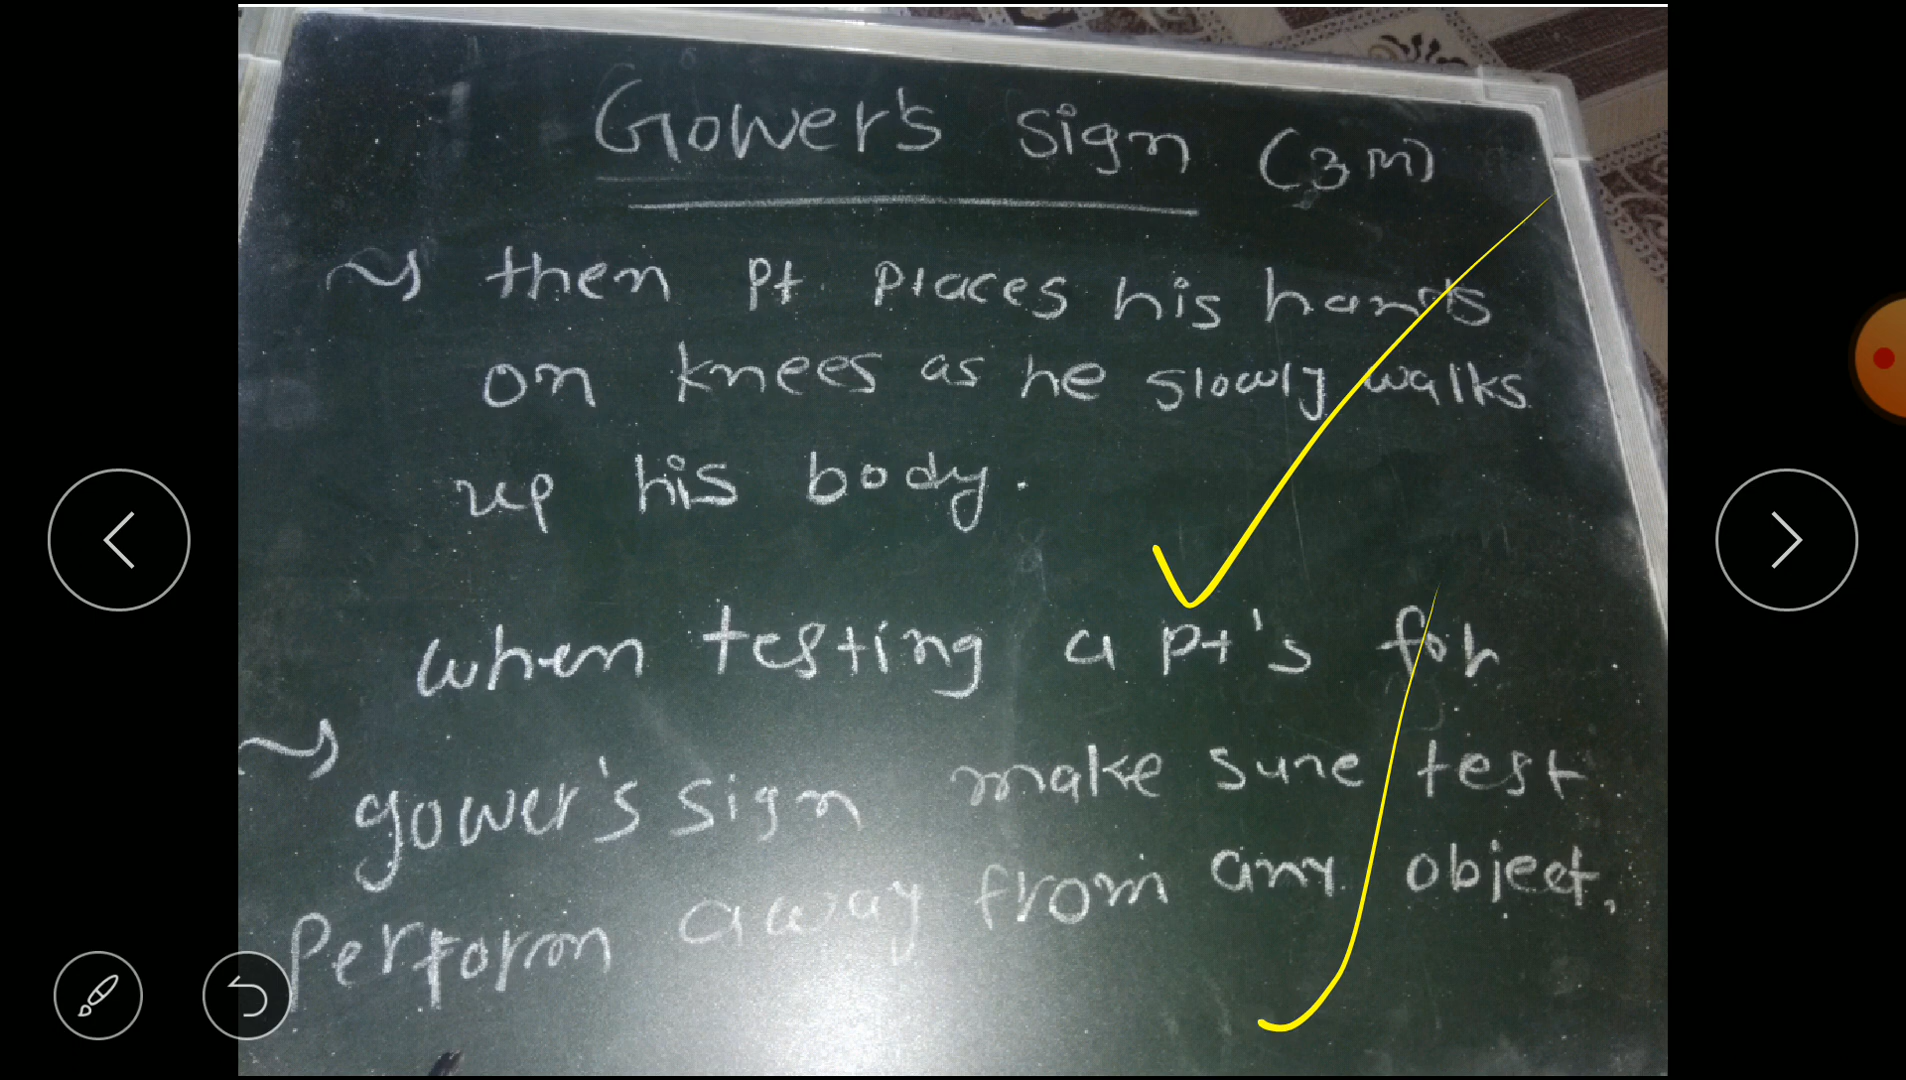 Gower's Sign (3 m)
then Pt. Places his hands
on knees as he slowly walks
up his body.
when testing a Pt's for
gower's sign make sure test
Perform away from any object,